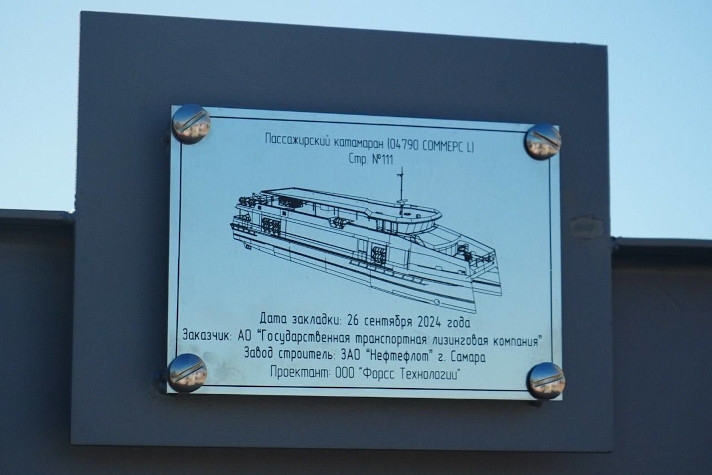 Пассажирский катамаран (04790 СОММЕРС L)
Стр. №111
Дата закладки: 26 сентября 2024 года
Заказчик: АО "Государственная транспортная лизинговая компания"
Завод строитель: ЗАО "Нефтефлот" г. Самара
Проектант: ООО "Форсс Технологии"